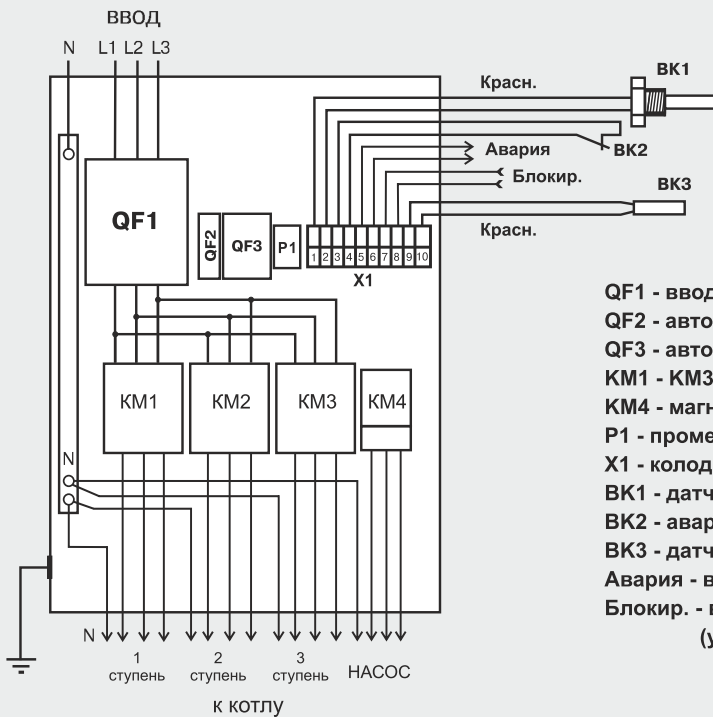 ВВОД
N L1 L2 L3
Красн.
BK1
Авария
BK2
Блокир.
BK3
QF1
QF2
QF3
P1
Красн.
1 2 3 4 5 6 7 8 9 10
X1
QF1 - ввод
QF2 - авто
QF3 - авто
KM1 - KM3
KM4 - магн
P1 - проме
X1 - колод
BK1 - датч
BK2 - авар
BK3 - датч
Авария - в
Блокир. - в
(у
KM1
KM2
KM3
KM4
N
N
1
ступень
2
ступень
3
ступень
НАСОС
к котлу